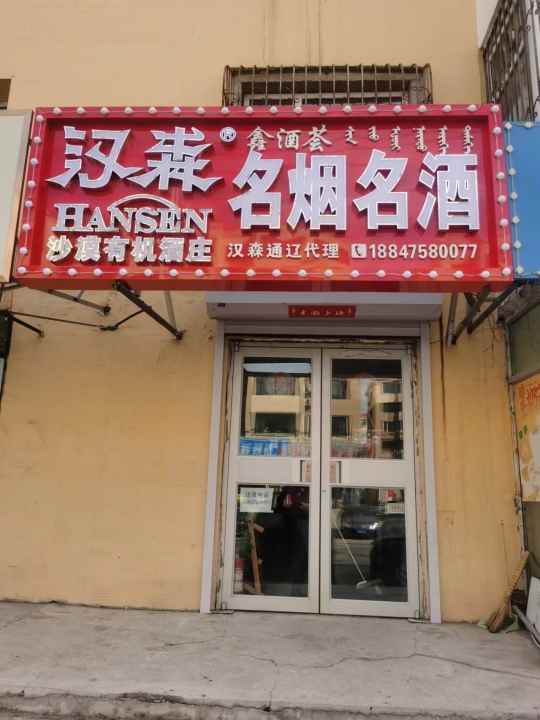 汉森®
HANSEN
沙漠有机酒庄
鑫酒荟
名烟名酒
汉森通辽代理 18847580077